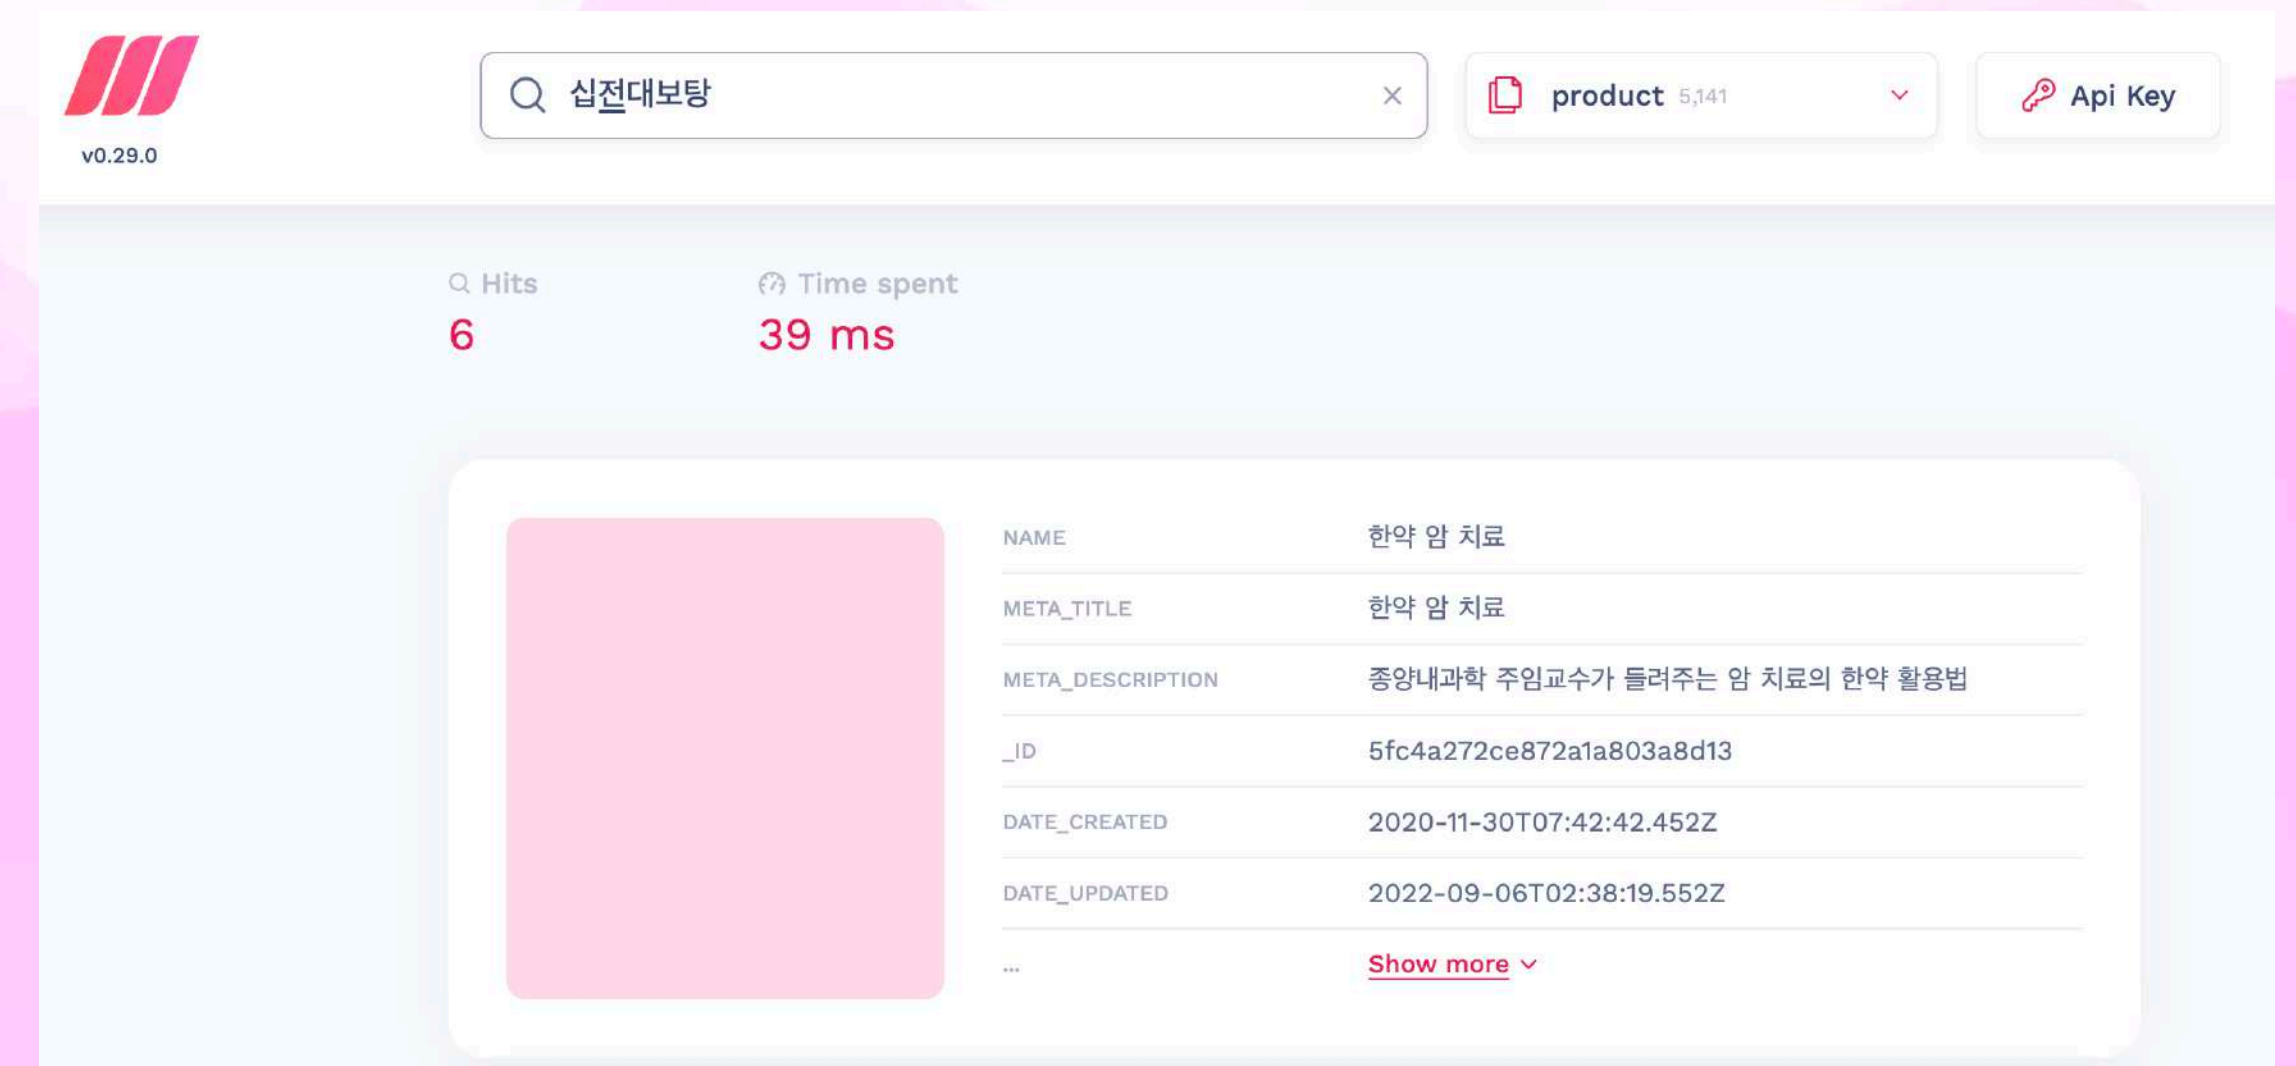 십전대보탕
product 5,141
Api Key
v0.29.0
Hits
6
Time spent
39 ms
NAME 한약 암 치료
META_TITLE 한약 암 치료
META_DESCRIPTION 종양내과학 주임교수가 들려주는 암 치료의 한약 활용법
_ID 5fc4a272ce872a1a803a8d13
DATE_CREATED 2020-11-30T07:42:42.452Z
DATE_UPDATED 2022-09-06T02:38:19.552Z
... Show more